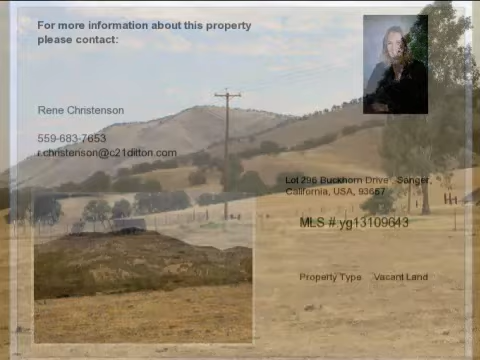 For more information about this property
please contact:
Rene Christenson
559-683-7653
r.christenson@c21ditton.com
Lot 296 Buckhorn Drive , Sanger,
California, USA, 93657
MLS # yg13109643
Property Type Vacant Land